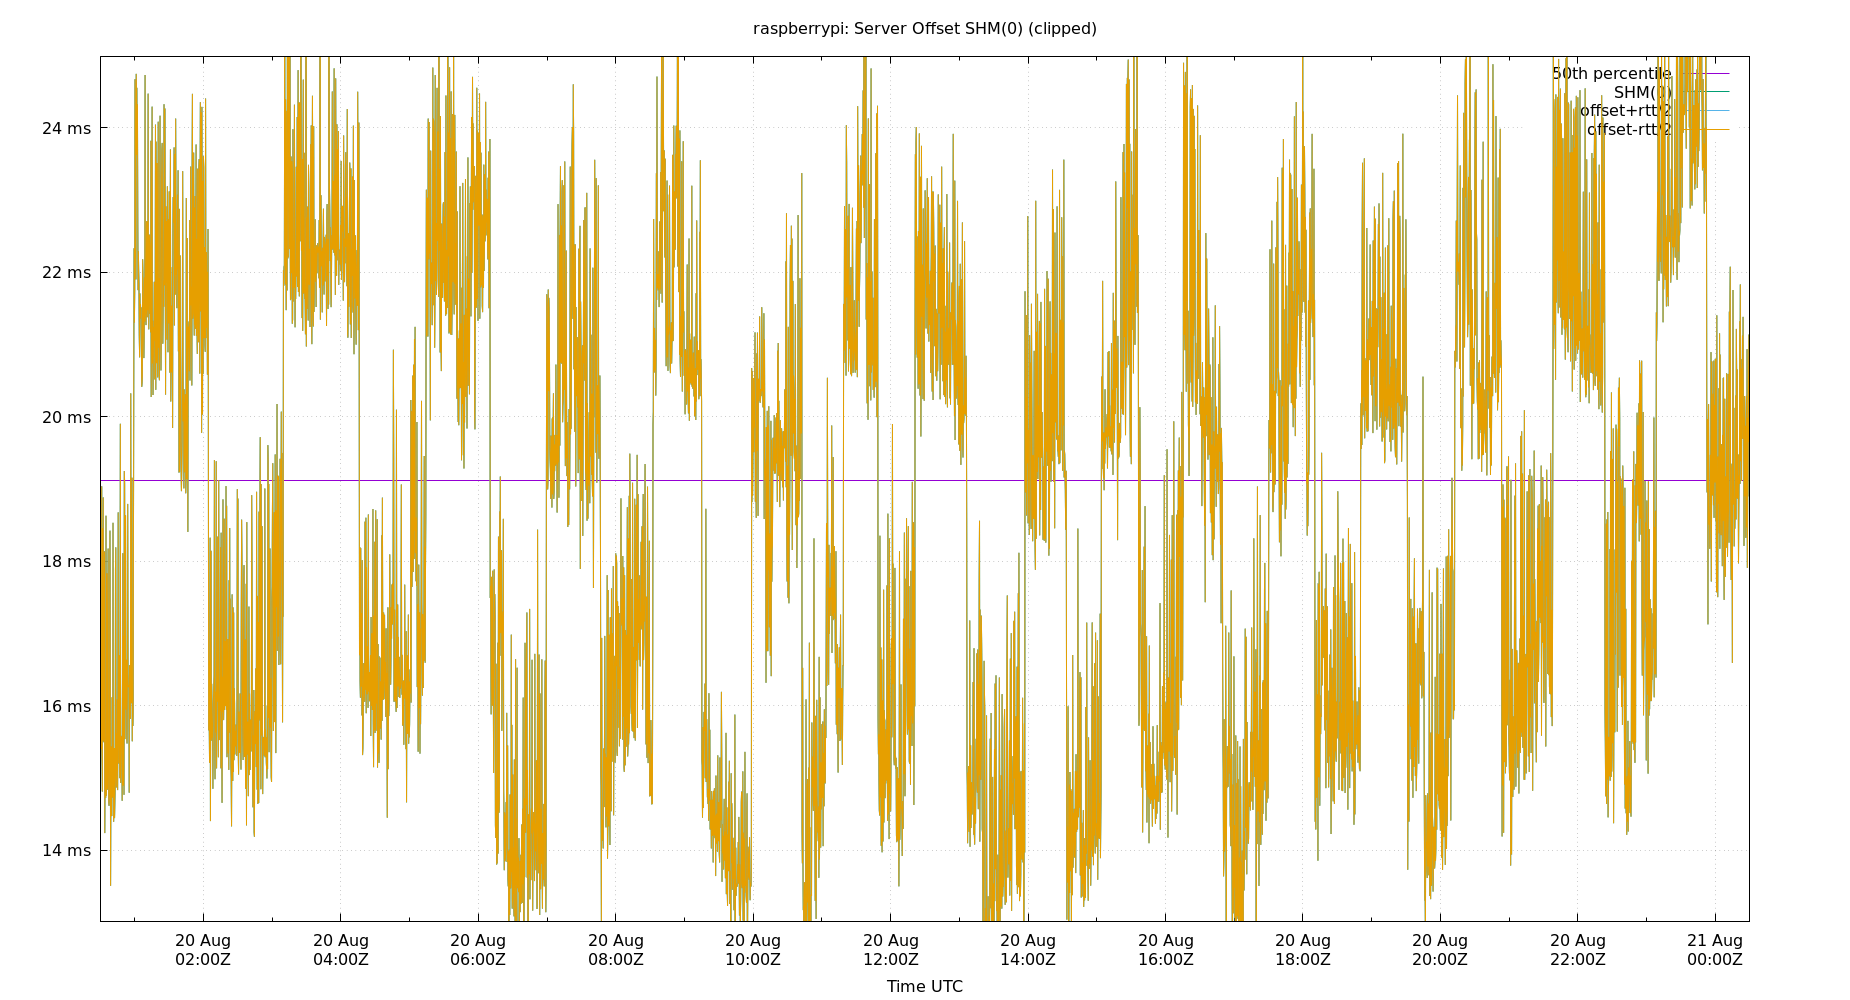 raspberrypi: Server Offset SHM(0) (clipped)
50th percentile
SHM(0)
offset+rtt/2
offset-rtt/2
24 ms
22 ms
20 ms
18 ms
16 ms
14 ms
20 Aug 20 Aug 20 Aug 20 Aug 20 Aug 20 Aug 20 Aug 20 Aug 20 Aug 20 Aug 20 Aug 21 Aug
02:00Z 04:00Z 06:00Z 08:00Z 10:00Z 12:00Z 14:00Z 16:00Z 18:00Z 20:00Z 22:00Z 00:00Z
Time UTC